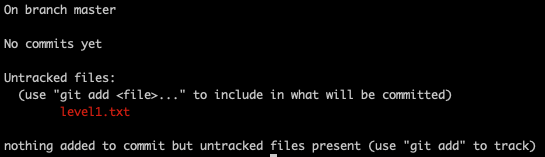 On branch master
No commits yet
Untracked files:
(use "git add <file>..." to include in what will be committed)
level1.txt
nothing added to commit but untracked files present (use "git add" to track)